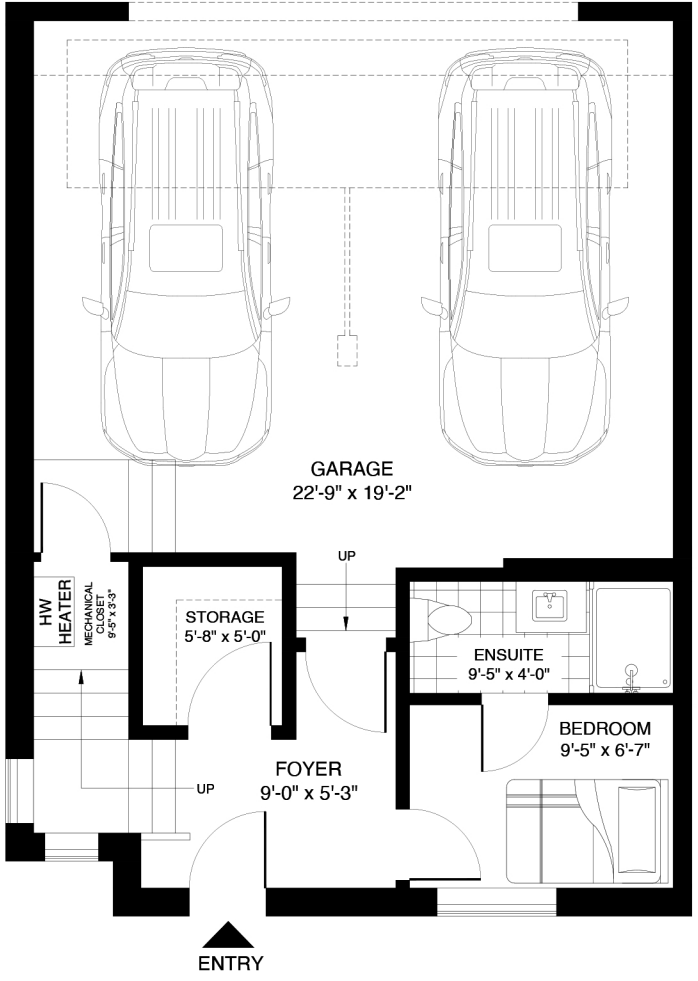 GARAGE
22'-9" x 19'-2"
UP
HW
HEATER
MECHANICAL
CLOSET
9'-5" x 3'-3"
STORAGE
5'-8" x 5'-0"
ENSUITE
9'-5" x 4'-0"
BEDROOM
9'-5" x 6'-7"
FOYER
9'-0" x 5'-3"
UP
ENTRY